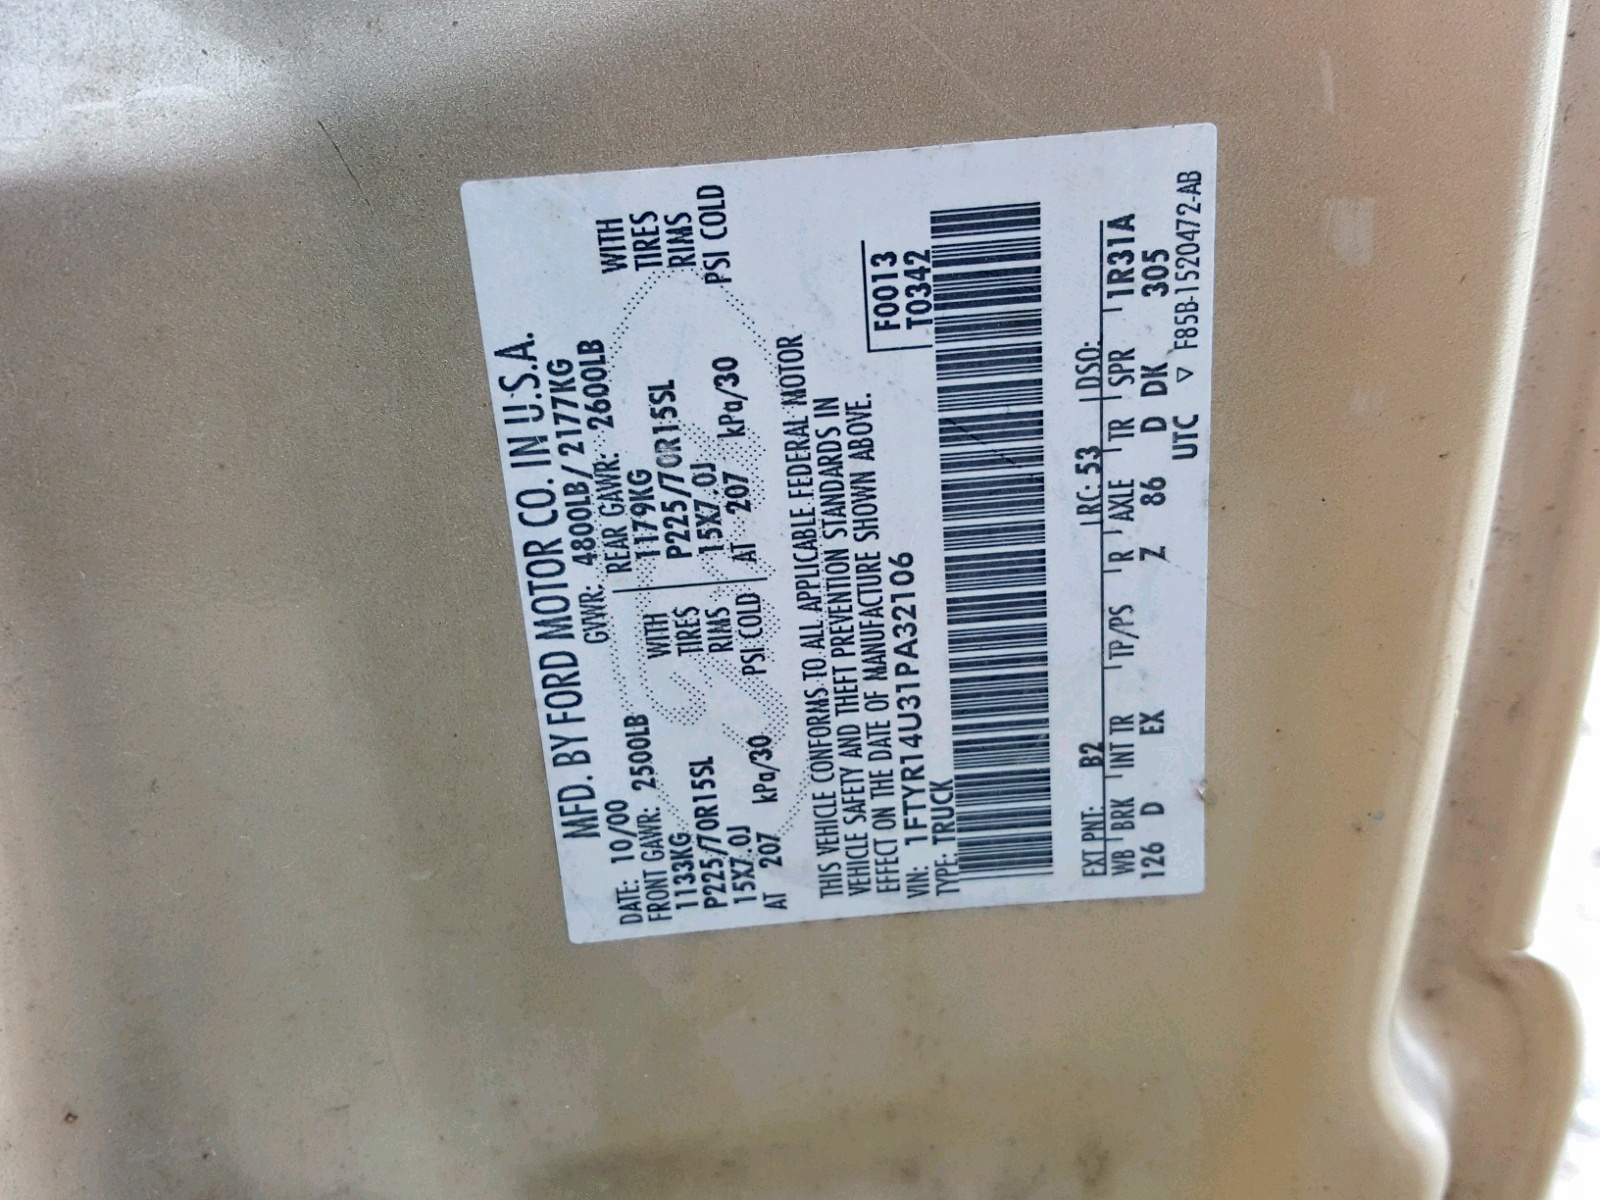 MFD. BY FORD MOTOR CO. IN U.S.A.
DATE: 10/00 GVWR: 4800LB/2177KG
FRONT GAWR: 2500LB REAR GAWR: 2600LB
1133KG WITH 1179KG WITH
P225/70R15SL TIRES P225/70R15SL TIRES
15X7.0J RIMS 15X7.0J RIMS
AT 207 kPa/30 PSI COLD AT 207 kPa/30 PSI COLD
THIS VEHICLE CONFORMS TO ALL APPLICABLE FEDERAL MOTOR
VEHICLE SAFETY AND THEFT PREVENTION STANDARDS IN
EFFECT ON THE DATE OF MANUFACTURE SHOWN ABOVE.
VIN: 1FTYR14U31PA32106 F0013
TYPE: TRUCK T0342
EXT PNT: B2 RC: 53 DSO:
WB BRK INT TR TP/PS R AXLE TR SPR 1R31A
126 D EX Z 86 D DK 305
UTC ▽ F85B-1520472-AB